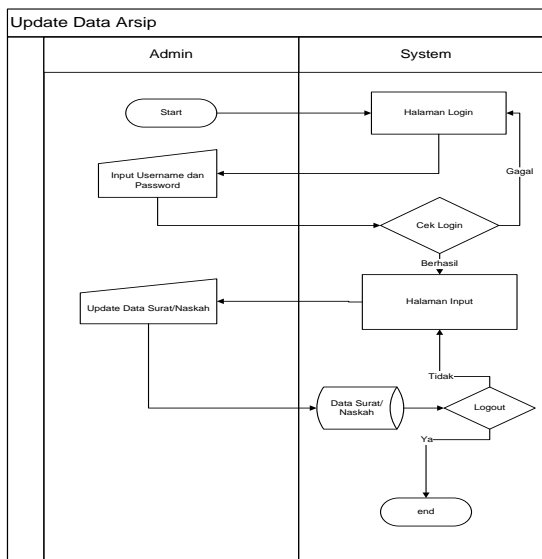 Update Data Arsip
Admin
System
Start
Halaman Login
Input Username dan
Password
Gagal
Cek Login
Berhasil
Update Data Surat/Naskah
Halaman Input
Tidak
Data Surat/
Naskah
Logout
Ya
end